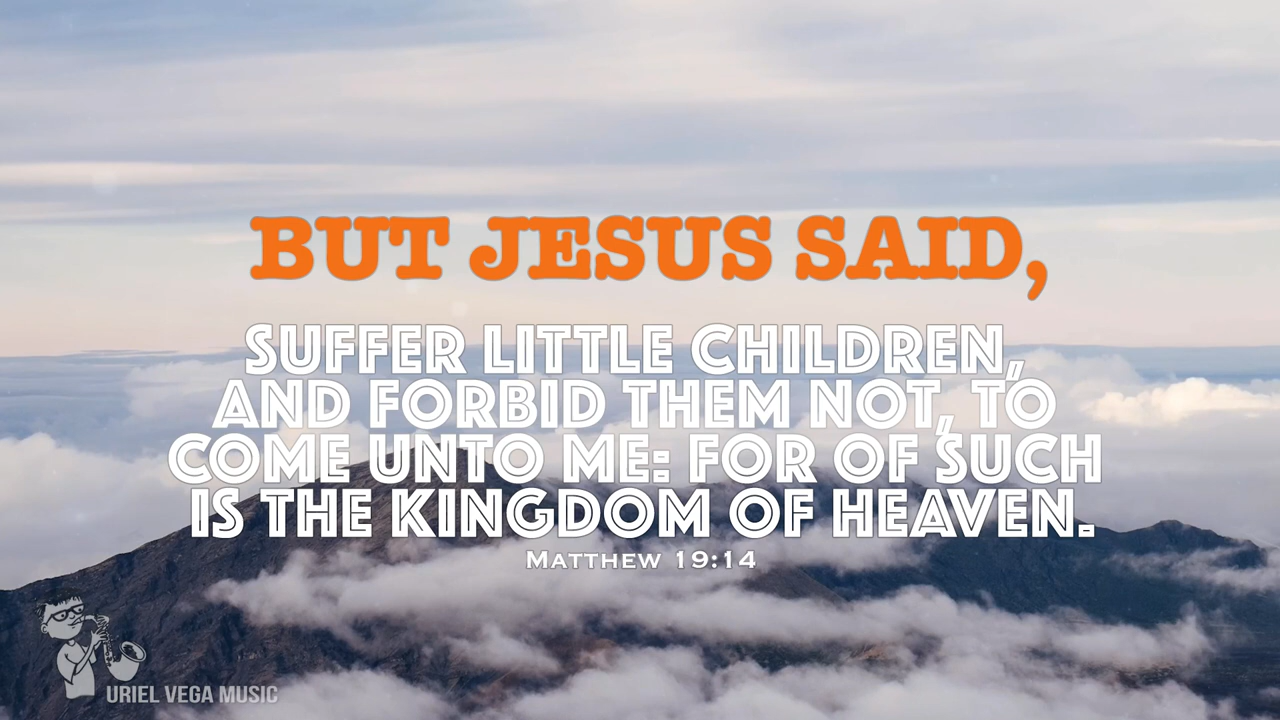 BUT JESUS SAID,
SUFFER LITTLE CHILDREN,
AND FORBID THEM NOT, TO
COME UNTO ME: FOR OF SUCH
IS THE KINGDOM OF HEAVEN.
MATTHEW 19:14
URIEL VEGA MUSIC